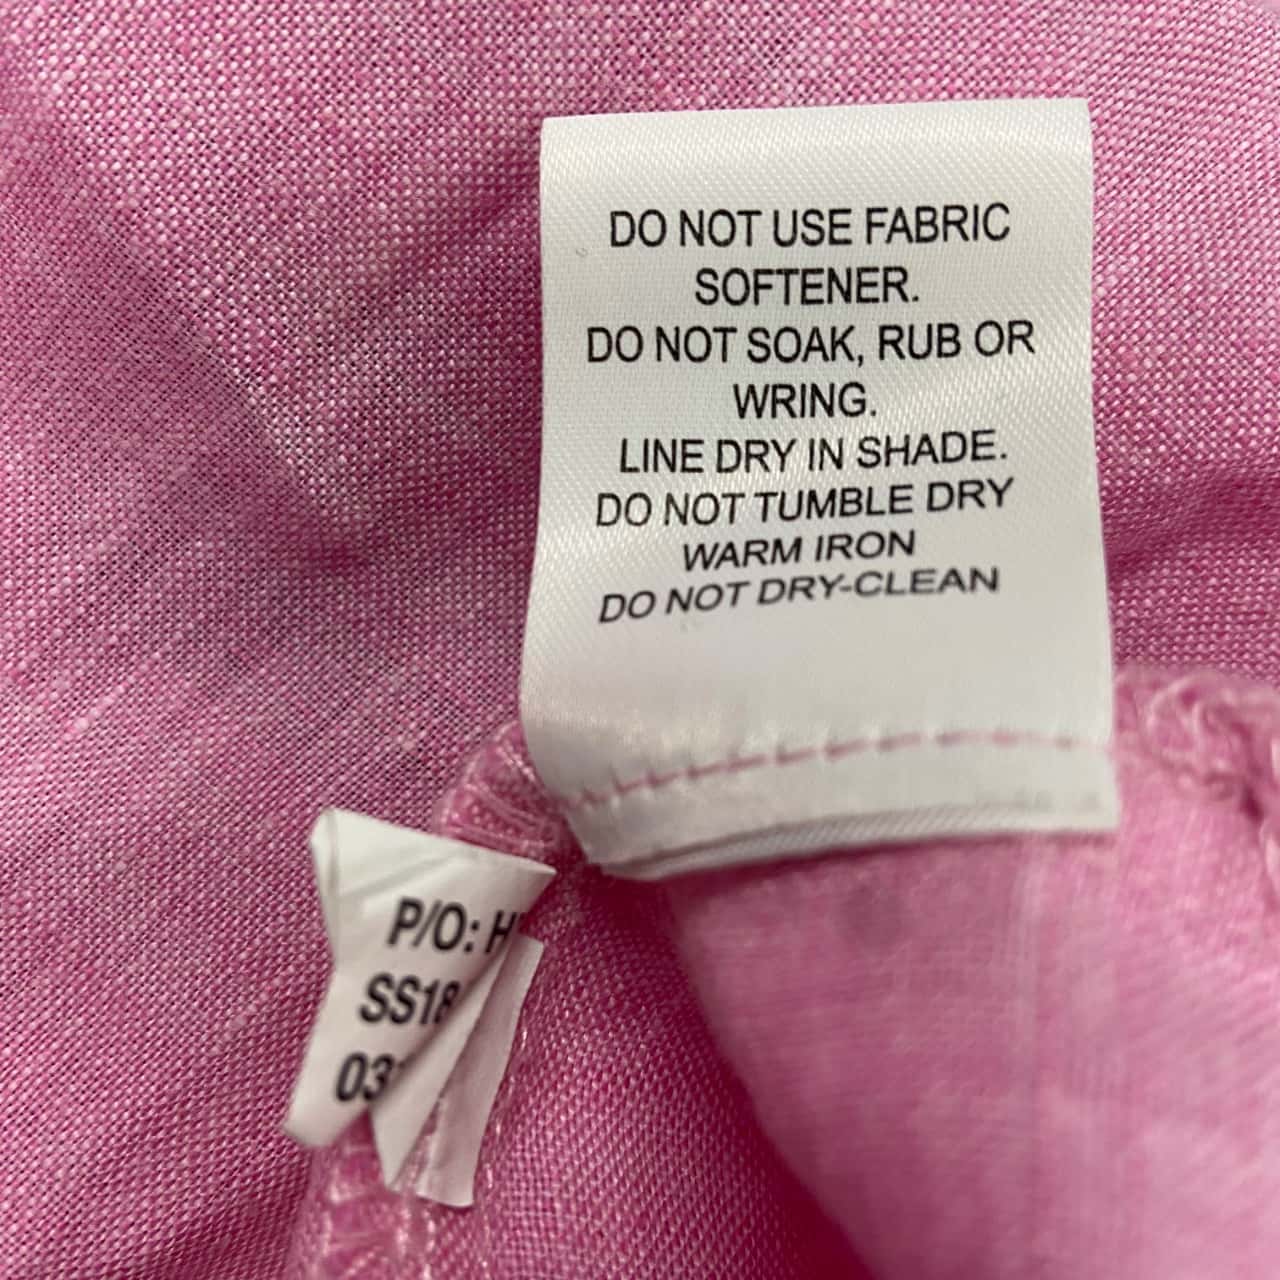 DO NOT USE FABRIC
SOFTENER.
DO NOT SOAK, RUB OR
WRING.
LINE DRY IN SHADE.
DO NOT TUMBLE DRY
WARM IRON
DO NOT DRY-CLEAN
P/O:
SS18